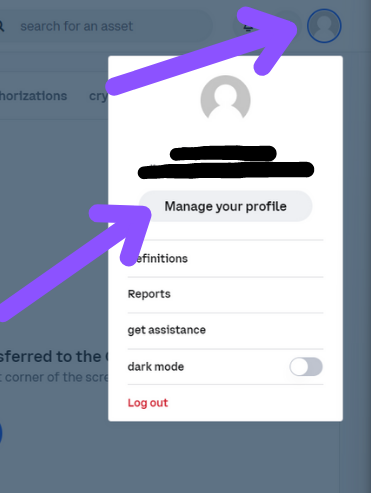 search for an asset
horizations cry
Manage your profile
efinitions
Reports
get assistance
dark mode
sferred to the
t corner of the scre
Log out